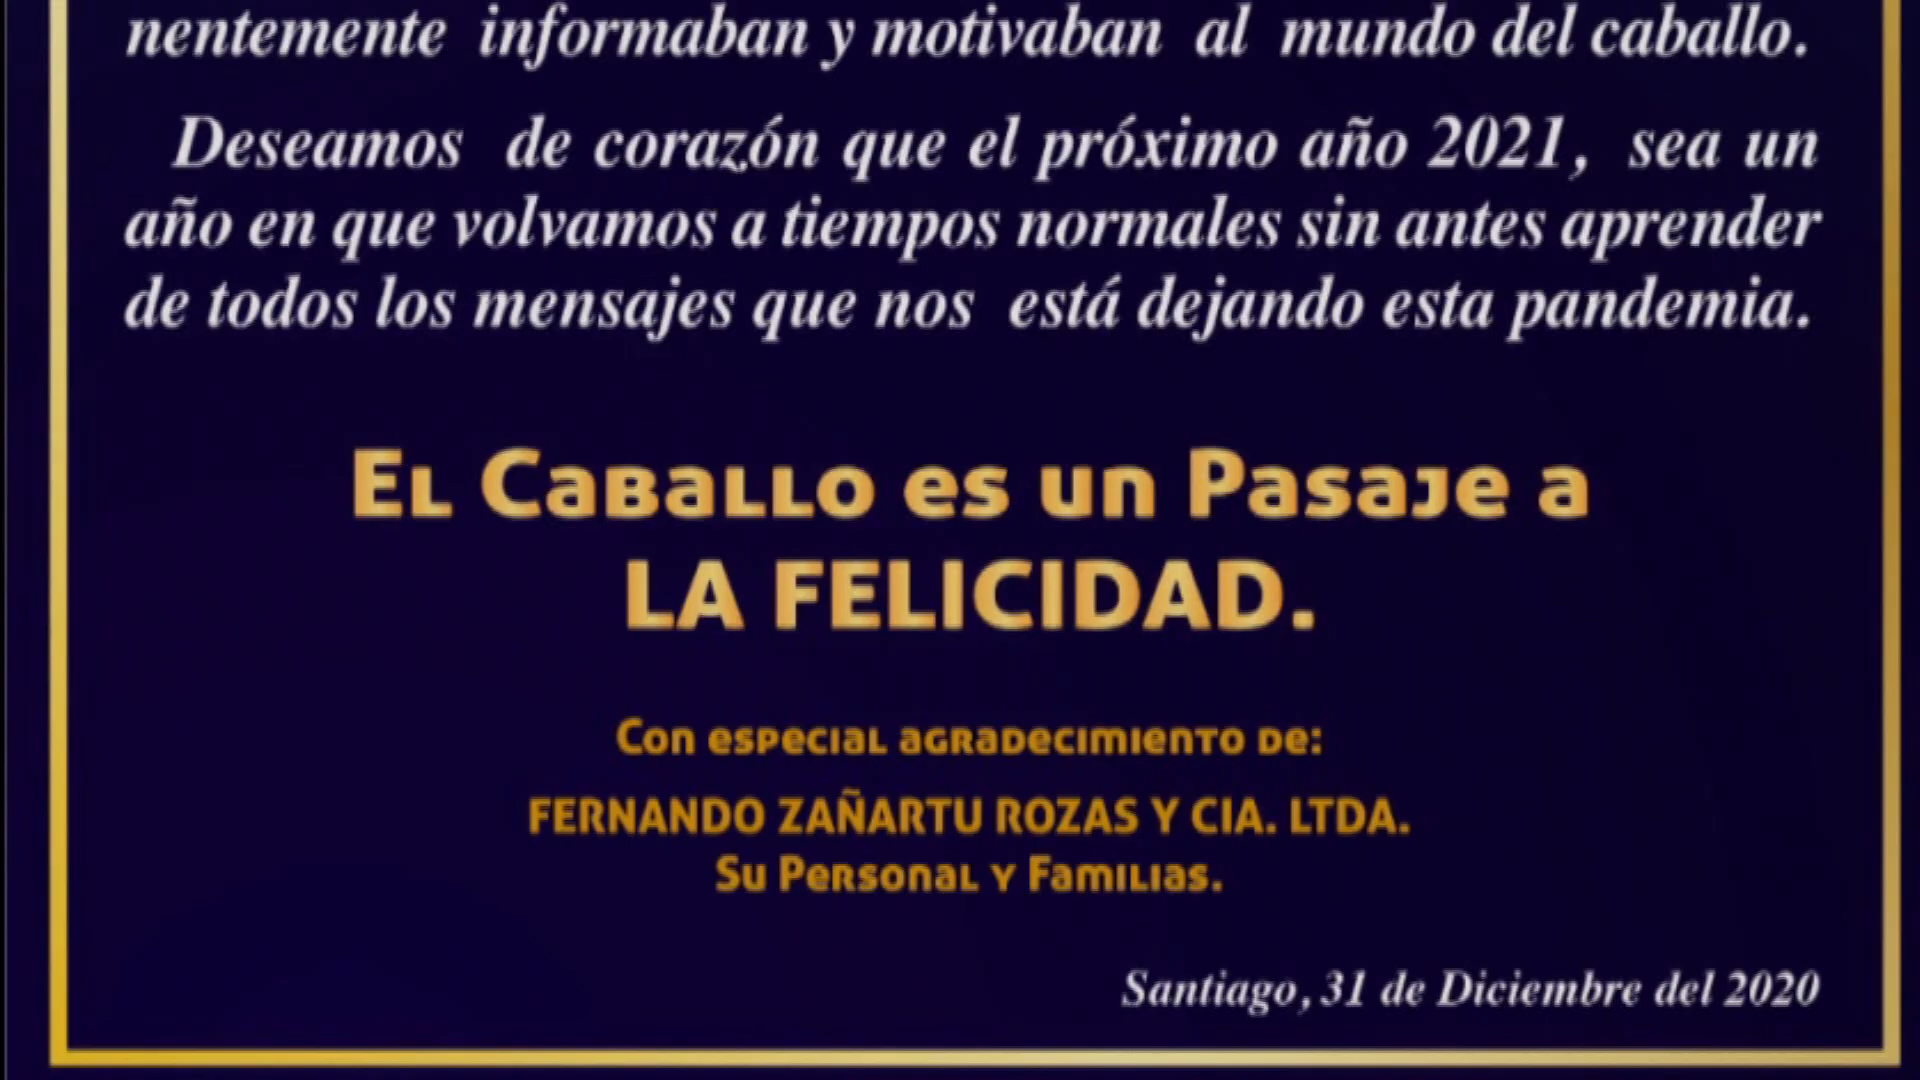 nentemente informaban y motivaban al mundo del caballo.
Deseamos de corazón que el próximo año 2021, sea un
año en que volvamos a tiempos normales sin antes aprender
de todos los mensajes que nos está dejando esta pandemia.
El Caballo es un Pasaje a
LA FELICIDAD.
Con especial agradecimiento de:
FERNANDO ZAÑARTU ROZAS Y CIA. LTDA.
Su Personal y Familias.
Santiago, 31 de Diciembre del 2020